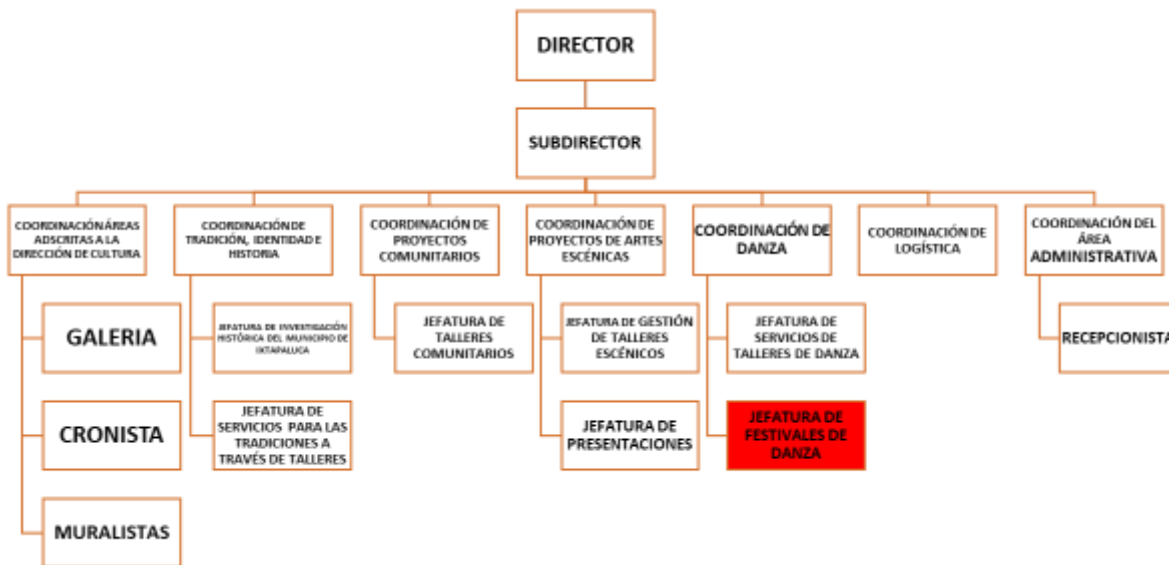 DIRECTOR
SUBDIRECTOR
COORDINACIÓN ÁREAS
ADSCRITAS A LA
DIRECCIÓN DE CULTURA
COORDINACIÓN DE
TRADICIÓN, IDENTIDAD E
HISTORIA
COORDINACIÓN DE
PROYECTOS
COMUNITARIOS
COORDINACIÓN DE
PROYECTOS DE ARTES
ESCÉNICAS
COORDINACIÓN DE
DANZA
COORDINACIÓN DE
LOGÍSTICA
COORDINACIÓN DEL
ÁREA
ADMINISTRATIVA
GALERIA
JEFATURA DE INVESTIGACIÓN
HISTÓRICA DEL MUNICIPIO DE
IXTAPALUCA
JEFATURA DE
TALLERES
COMUNITARIOS
JEFATURA DE GESTIÓN
DE TALLERES
ESCÉNICOS
JEFATURA DE
SERVICIOS DE
TALLERES DE DANZA
RECEPCIONISTA
CRONISTA
JEFATURA DE
SERVICIOS PARA LAS
TRADICIONES A
TRAVÉS DE TALLERES
JEFATURA DE
PRESENTACIONES
JEFATURA DE
FESTIVALES DE
DANZA
MURALISTAS